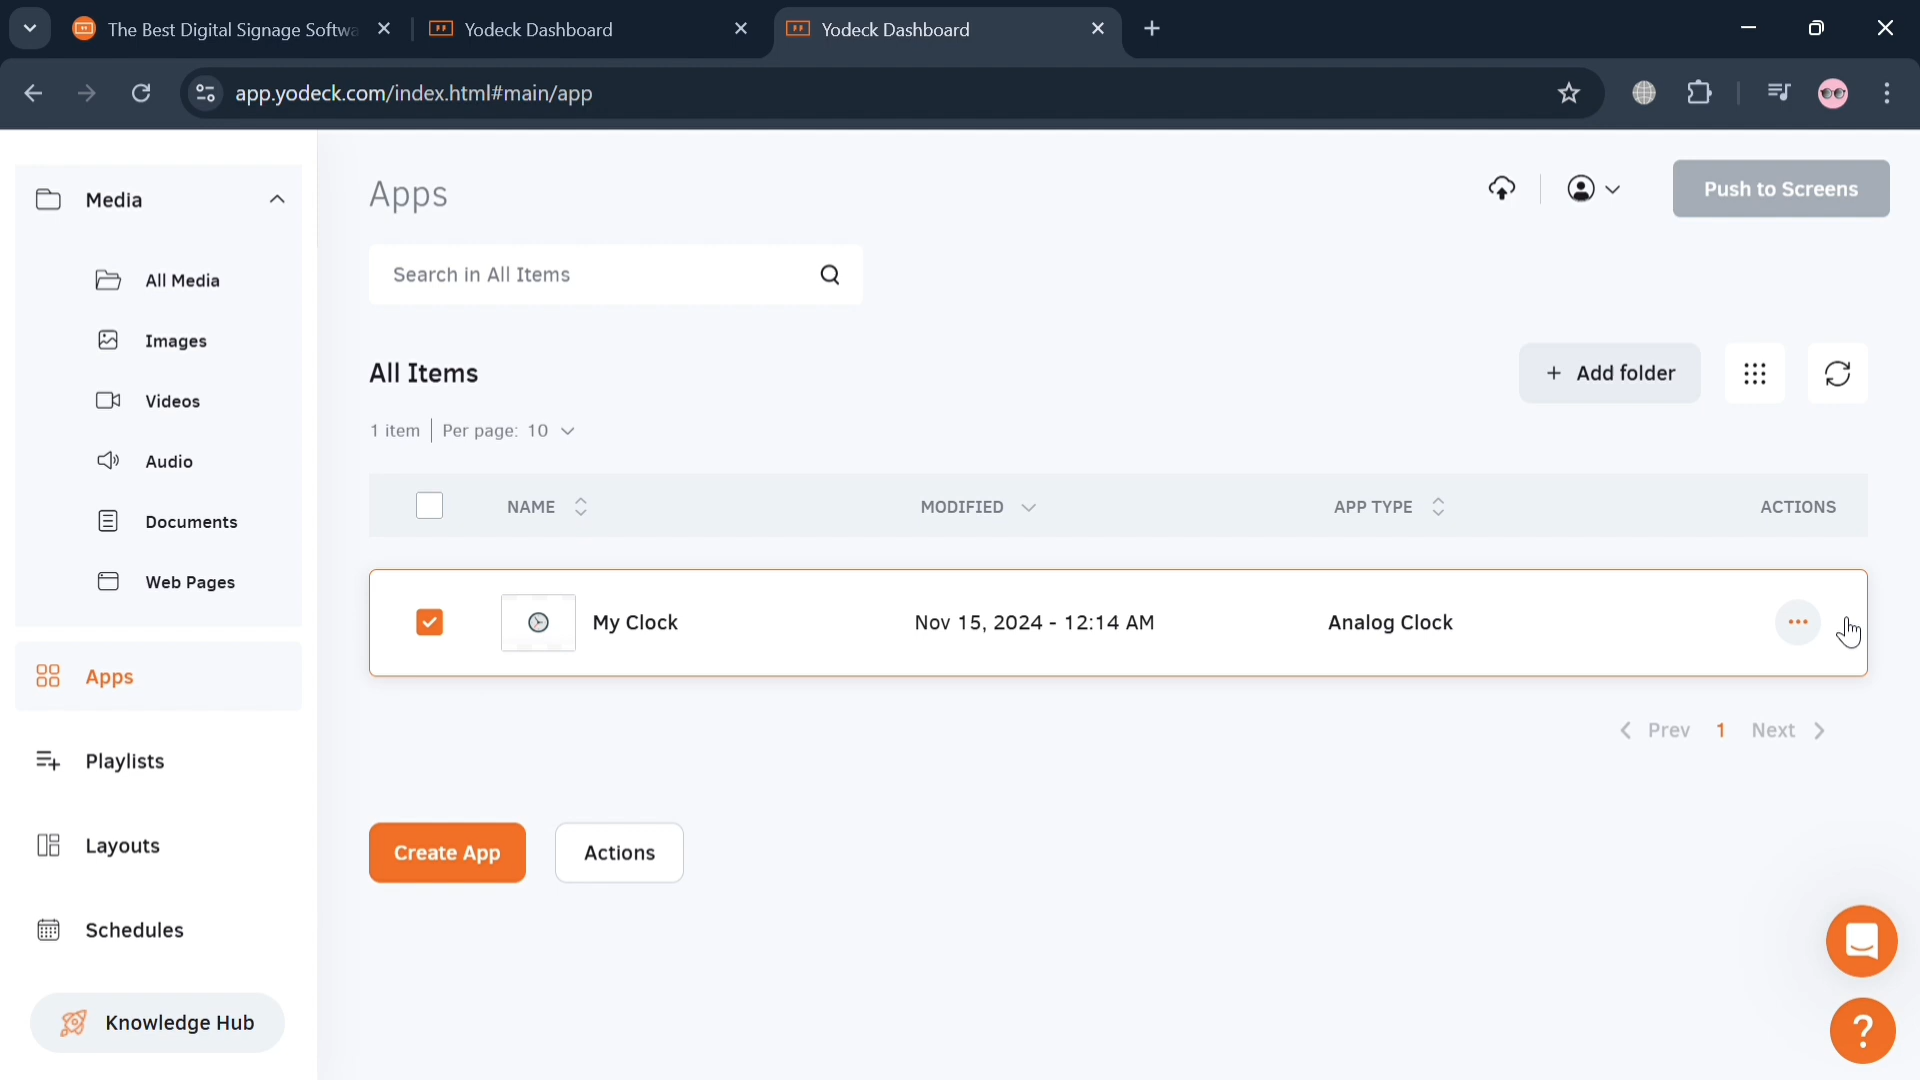 The Best Digital Signage Softwa
Yodeck Dashboard
Yodeck Dashboard
app.yodeck.com/index.html#main/app
Media
All Media
Images
Videos
Audio
Documents
Web Pages
Apps
Playlists
Layouts
Schedules
Knowledge Hub
Apps
Push to Screens
Search in All Items
All Items
+ Add folder
1 item | Per page: 10
NAME MODIFIED APP TYPE ACTIONS
My Clock Nov 15, 2024 - 12:14 AM Analog Clock
Prev 1 Next
Create App Actions
?